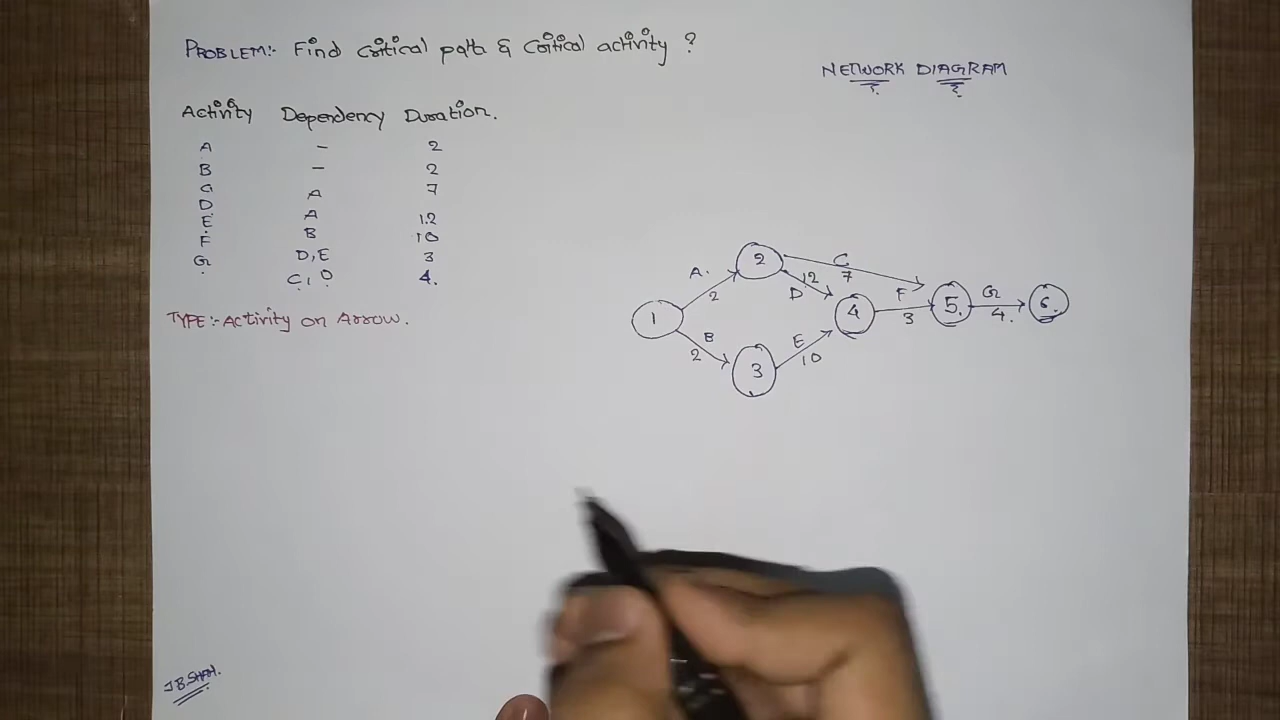 PROBLEM:- Find critical path & critical activity ?
NETWORK DIAGRAM
Activity Dependency Duration.
A - 2
B - 2
C A 7
D A 12
E B 10
F D,E 3
G C, D 4.
TYPE:- Activity on Arrow.
1
A.
2
B
2
2
3
C
7
12
D
E
10
4
F
3
5.
G
4.
6.
J B.SHAH.